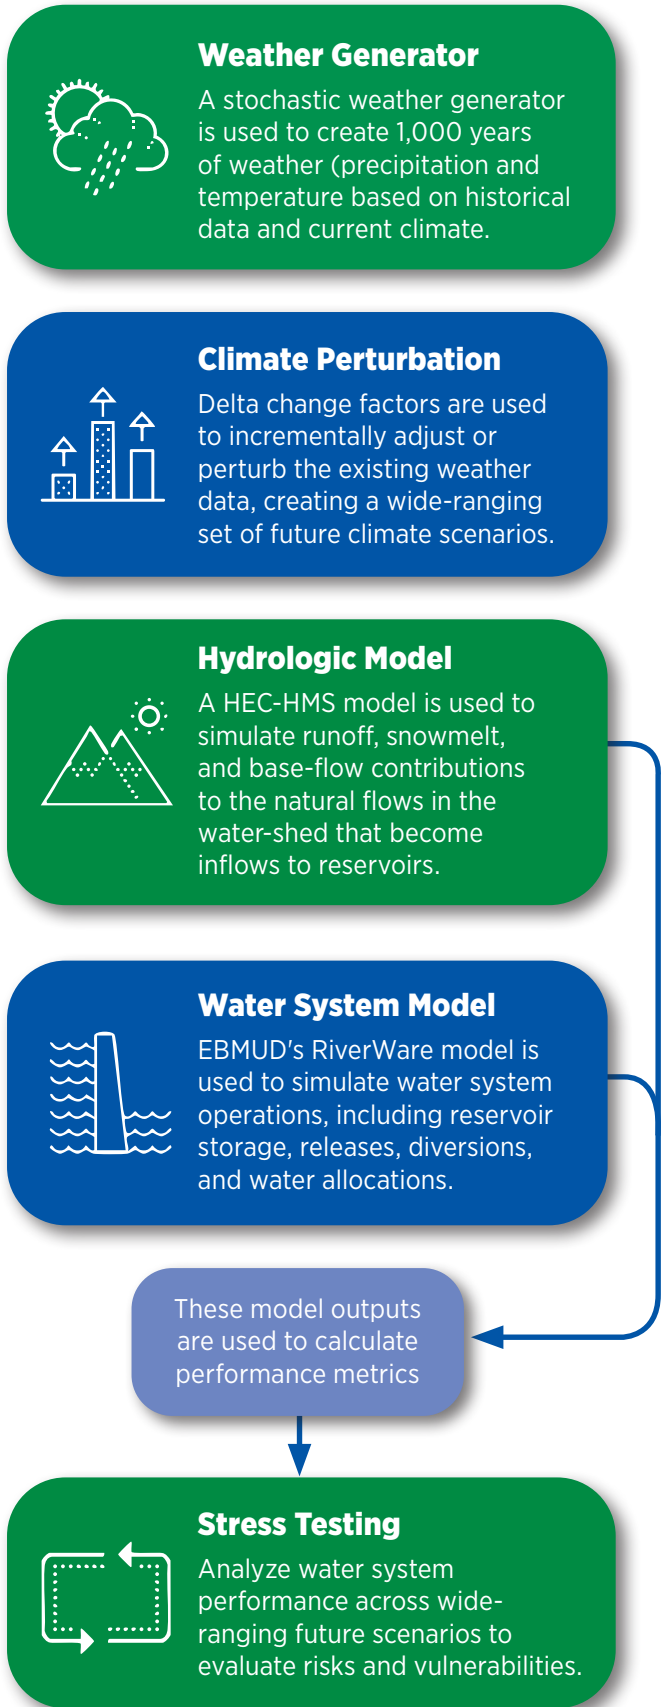 Weather Generator
A stochastic weather generator
is used to create 1,000 years
of weather (precipitation and
temperature based on historical
data and current climate.
Climate Perturbation
Delta change factors are used
to incrementally adjust or
perturb the existing weather
data, creating a wide-ranging
set of future climate scenarios.
Hydrologic Model
A HEC-HMS model is used to
simulate runoff, snowmelt,
and base-flow contributions
to the natural flows in the
water-shed that become
inflows to reservoirs.
Water System Model
EBMUD's RiverWare model is
used to simulate water system
operations, including reservoir
storage, releases, diversions,
and water allocations.
These model outputs
are used to calculate
performance metrics
Stress Testing
Analyze water system
performance across wide-
ranging future scenarios to
evaluate risks and vulnerabilities.